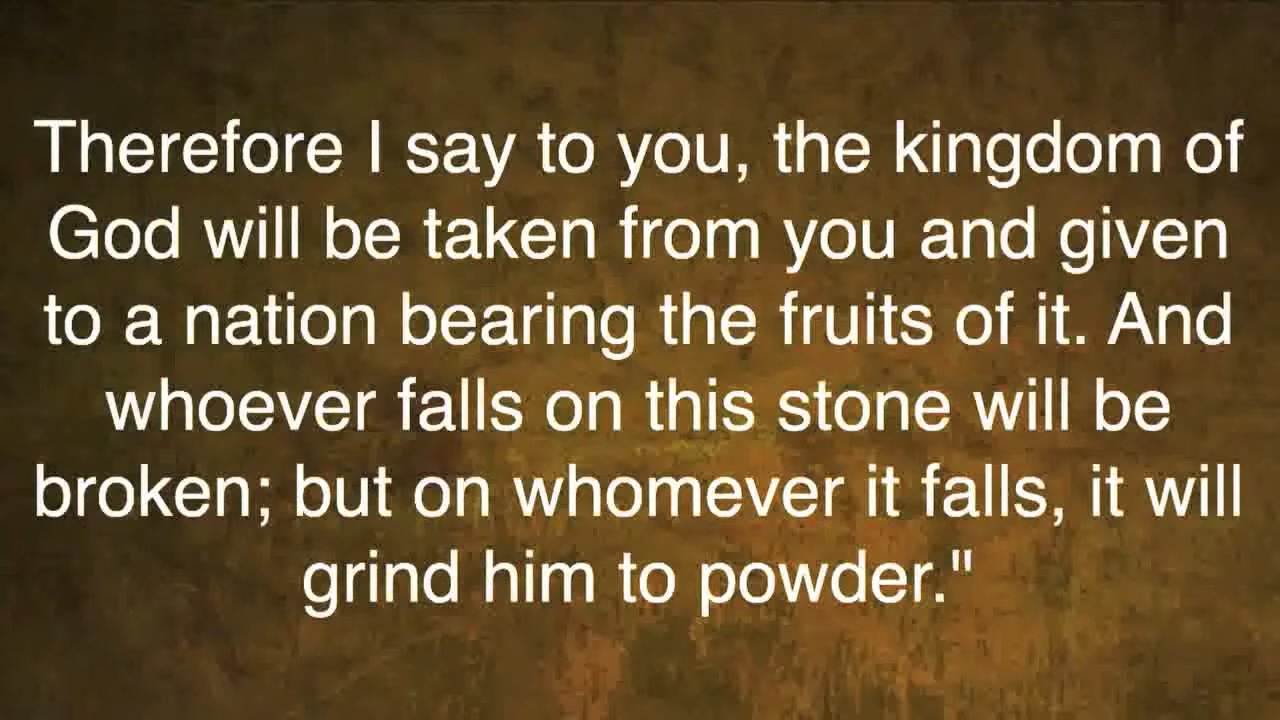 Therefore I say to you, the kingdom of
God will be taken from you and given
to a nation bearing the fruits of it. And
whoever falls on this stone will be
broken; but on whomever it falls, it will
grind him to powder."